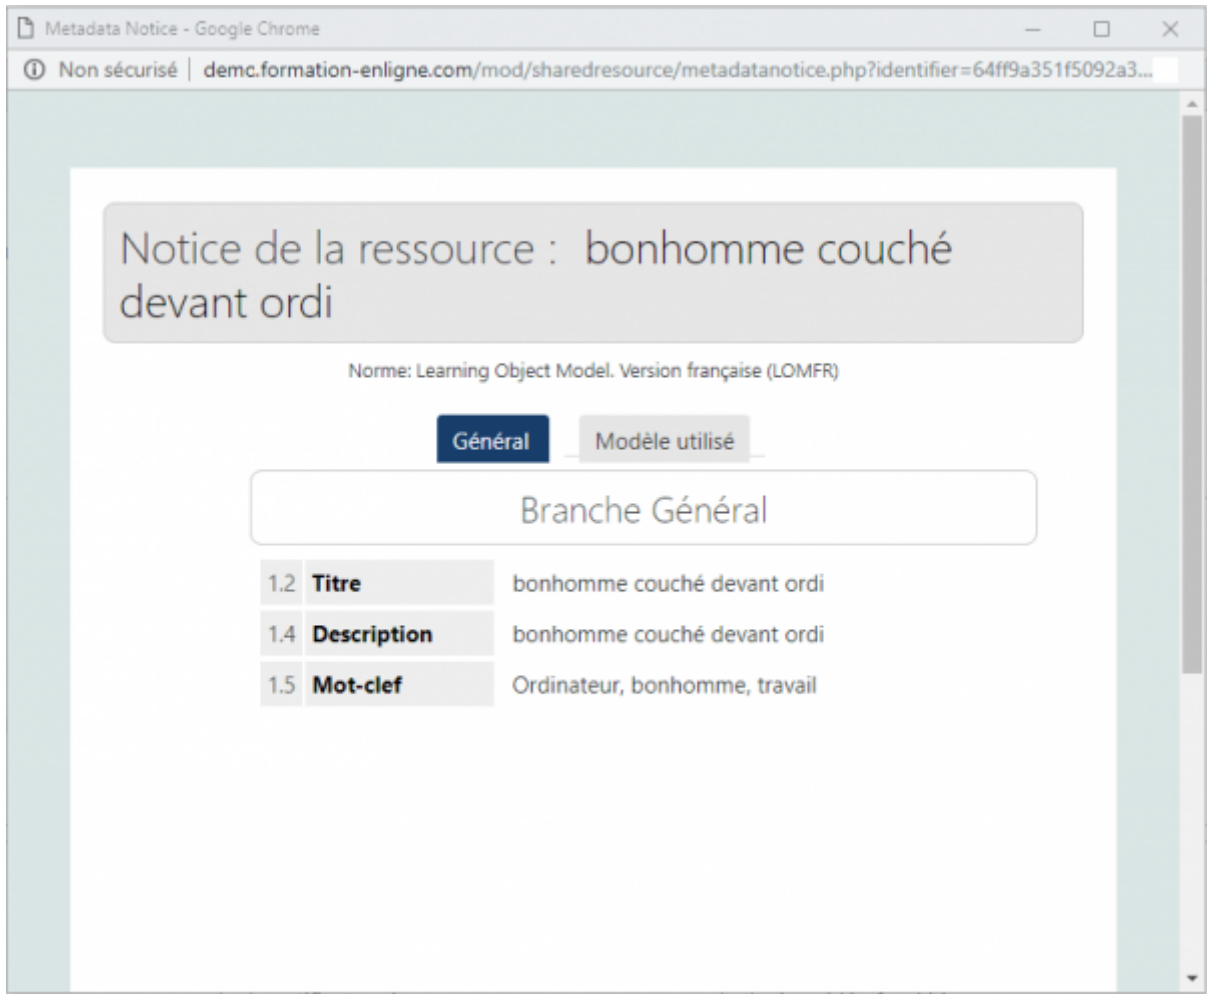 Metadata Notice - Google Chrome
Non sécurisé | demc.formation-enligne.com/mod/sharedresource/metadatanotice.php?identifier=64ff9a351f5092a3...
Notice de la ressource : bonhomme couché
devant ordi
Norme: Learning Object Model. Version française (LOMFR)
Général Modèle utilisé
Branche Général
1.2 Titre bonhomme couché devant ordi
1.4 Description bonhomme couché devant ordi
1.5 Mot-clef Ordinateur, bonhomme, travail